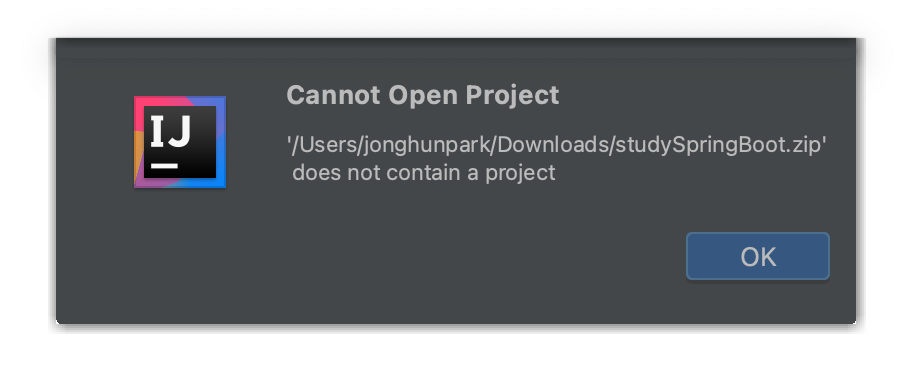 IJ
Cannot Open Project
'/Users/jonghunpark/Downloads/studySpringBoot.zip'
does not contain a project
OK